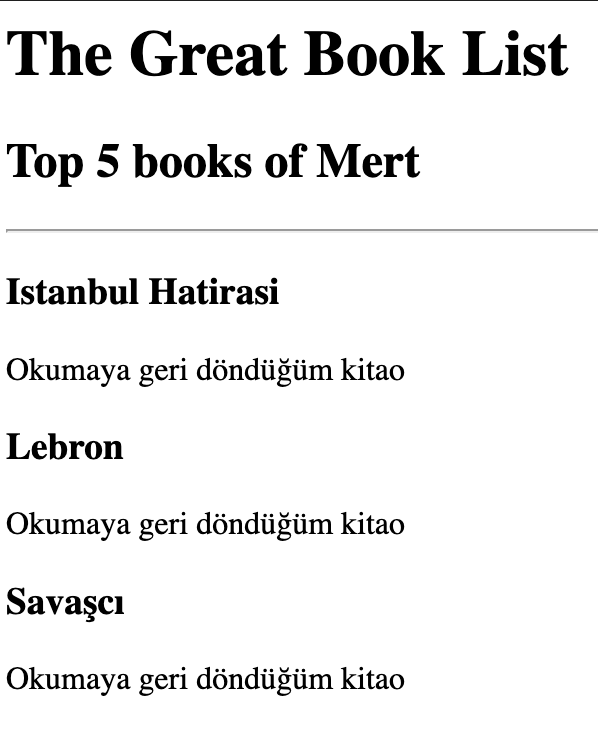 The Great Book List
Top 5 books of Mert
Istanbul Hatirasi
Okumaya geri döndüğüm kitao
Lebron
Okumaya geri döndüğüm kitao
Savaşcı
Okumaya geri döndüğüm kitao